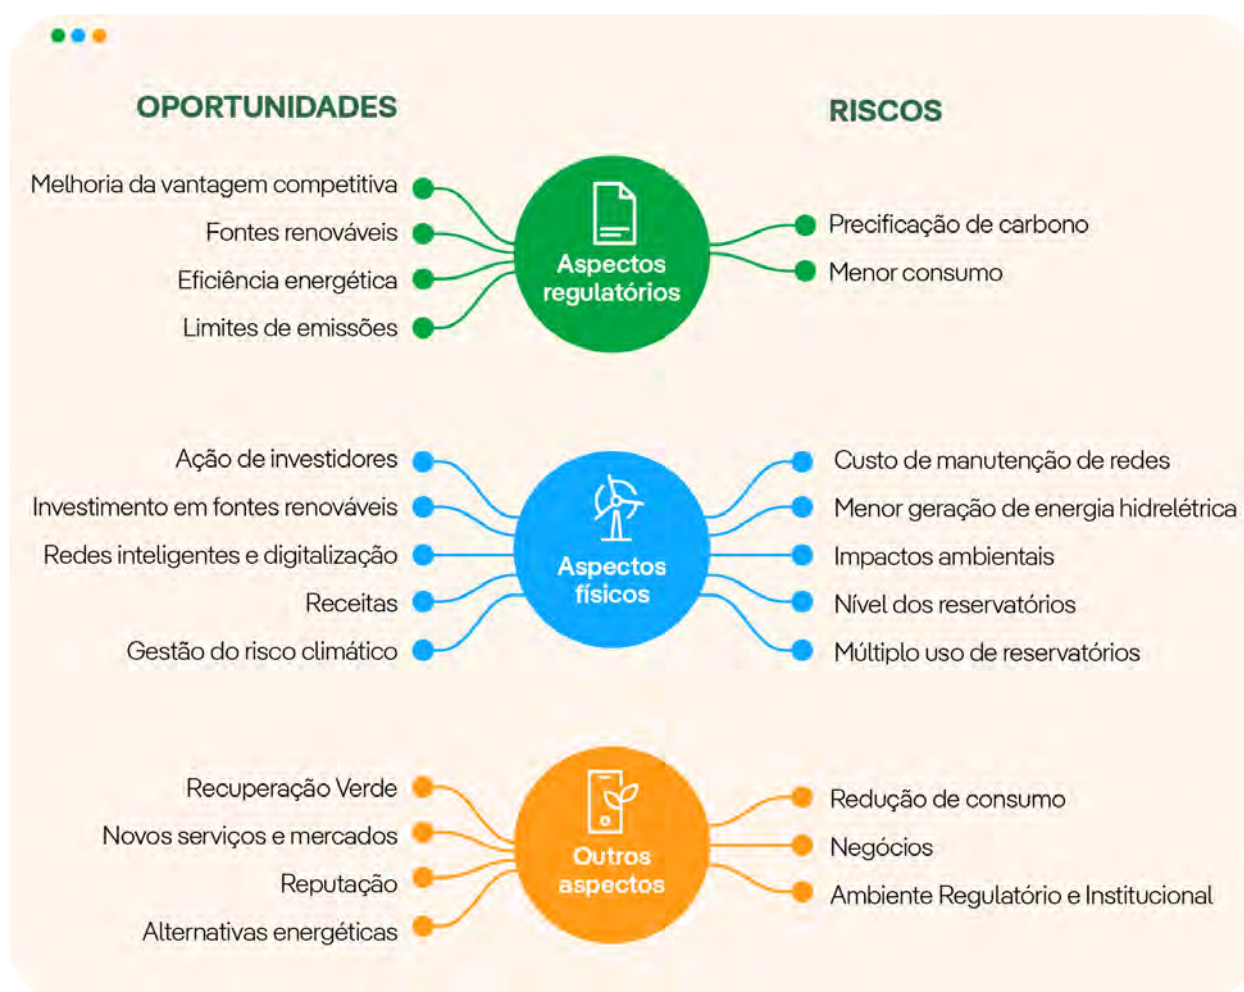 OPORTUNIDADES
RISCOS
Melhoria da vantagem competitiva
Fontes renováveis
Eficiência energética
Limites de emissões
Aspectos
regulatórios
Precificação de carbono
Menor consumo
Ação de investidores
Investimento em fontes renováveis
Redes inteligentes e digitalização
Receitas
Gestão do risco climático
Aspectos
físicos
Custo de manutenção de redes
Menor geração de energia hidrelétrica
Impactos ambientais
Nível dos reservatórios
Múltiplo uso de reservatórios
Recuperação Verde
Novos serviços e mercados
Reputação
Alternativas energéticas
Outros
aspectos
Redução de consumo
Negócios
Ambiente Regulatório e Institucional